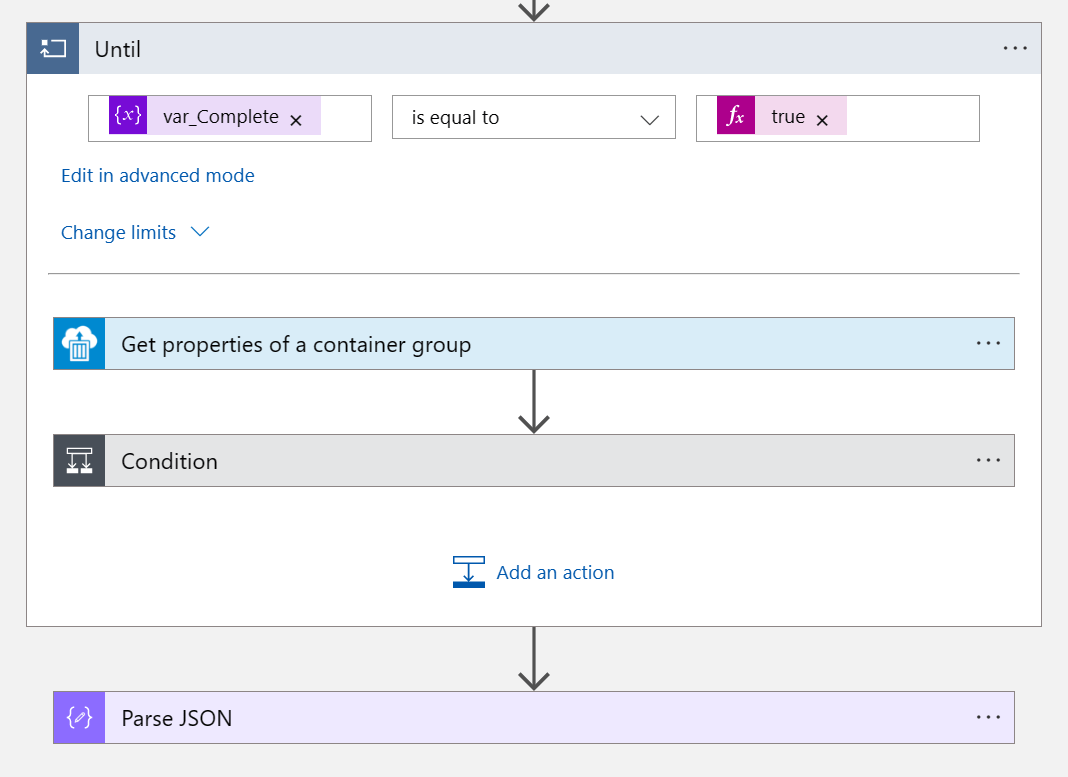 Until
{x} var_Complete × is equal to fx true ×
Edit in advanced mode
Change limits
Get properties of a container group
Condition
Add an action
Parse JSON